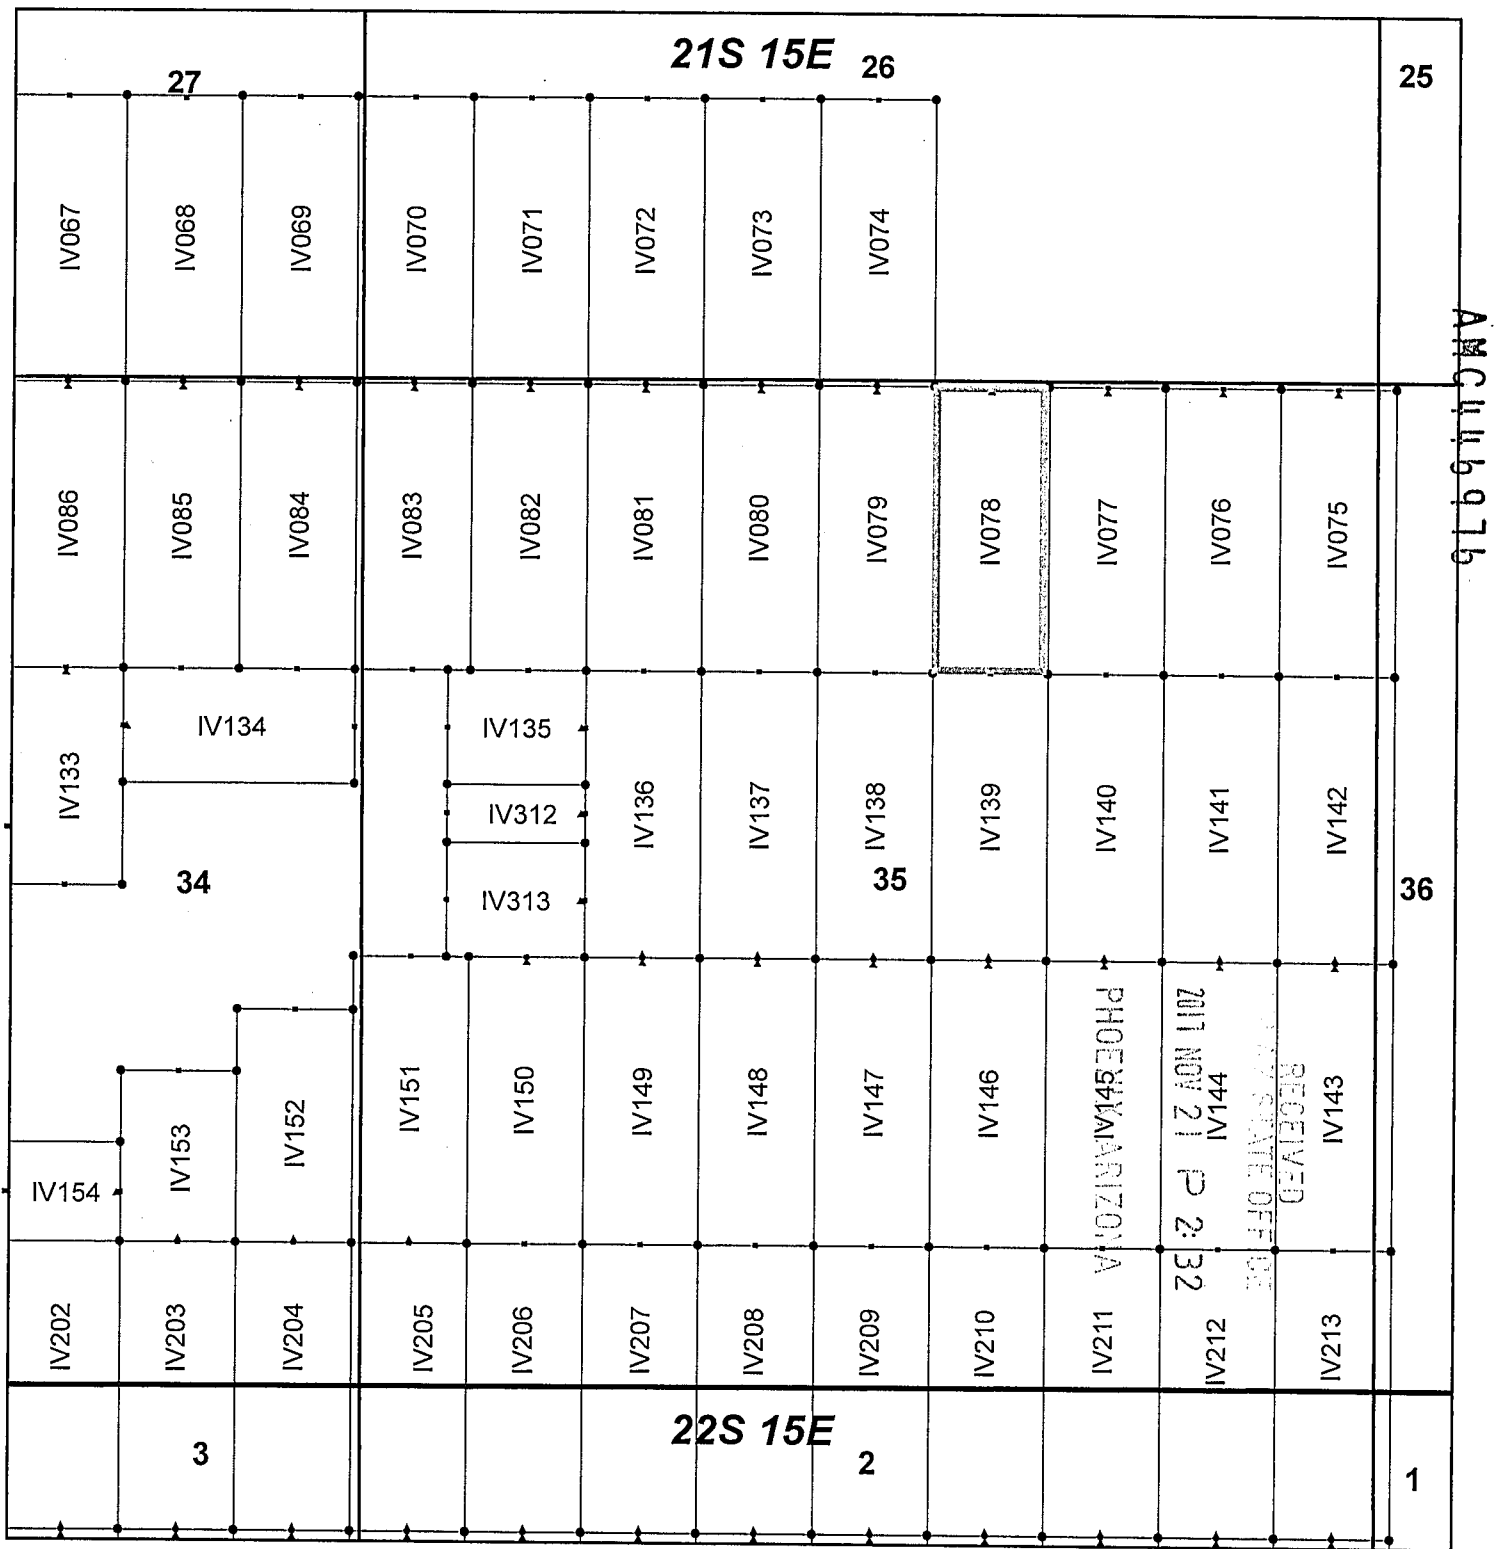 21S 15E
27 26 25
IV067 IV068 IV069 IV070 IV071 IV072 IV073 IV074
IV086 IV085 IV084 IV083 IV082 IV081 IV080 IV079 IV078 IV077 IV076 IV075
IV134 IV135
IV133 IV312 IV136 IV137 IV138 IV139 IV140 IV141 IV142
34 IV313 35 36
IV151 IV150 IV149 IV148 IV147 IV146 IV145 IV144 IV143
IV154 IV153 IV152
RECEIVED
STATE OFFICE
2017 NOV 21 P 2:32
PHOENIX, ARIZONA
IV202 IV203 IV204 IV205 IV206 IV207 IV208 IV209 IV210 IV211 IV212 IV213
22S 15E
3 2 1